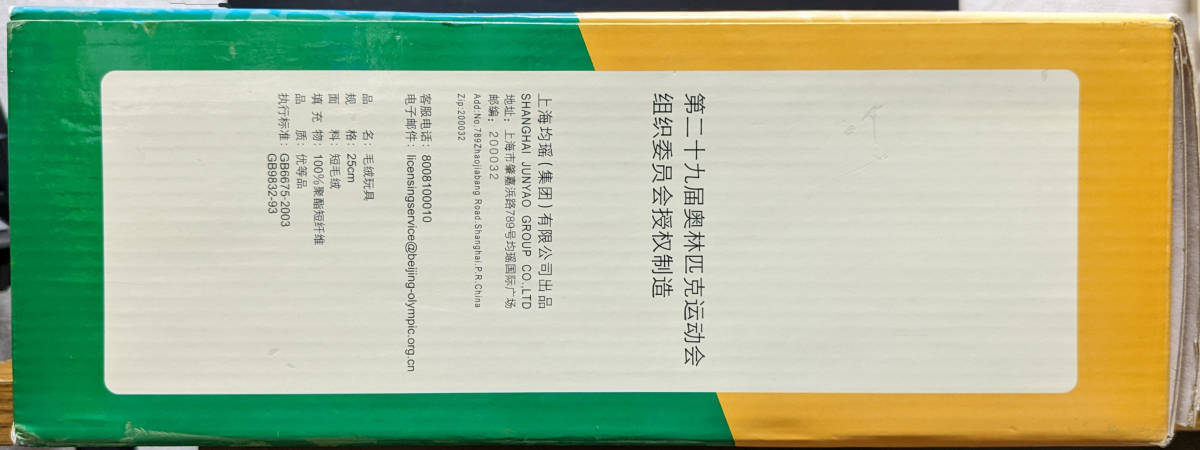 第二十九届奥林匹克运动会
组织委员会授权制造
上海均瑶(集团)有限公司出品
SHANGHAI JUNYAO GROUP CO.,LTD
地址:上海市肇嘉浜路789号均瑶国际广场
邮编:200032
Add:No.789Zhaojiabang Road.Shanghai.P.R.China
Zip:200032
客服电话:8008100010
电子邮件:licensingservice@beijing-olympic.org.cn
品 名:毛绒玩具
规 格:25cm
面 料:短毛绒
填 充 物:100%聚酯短纤维
品 质:优等品
执行标准:GB6675-2003
GB9832-93